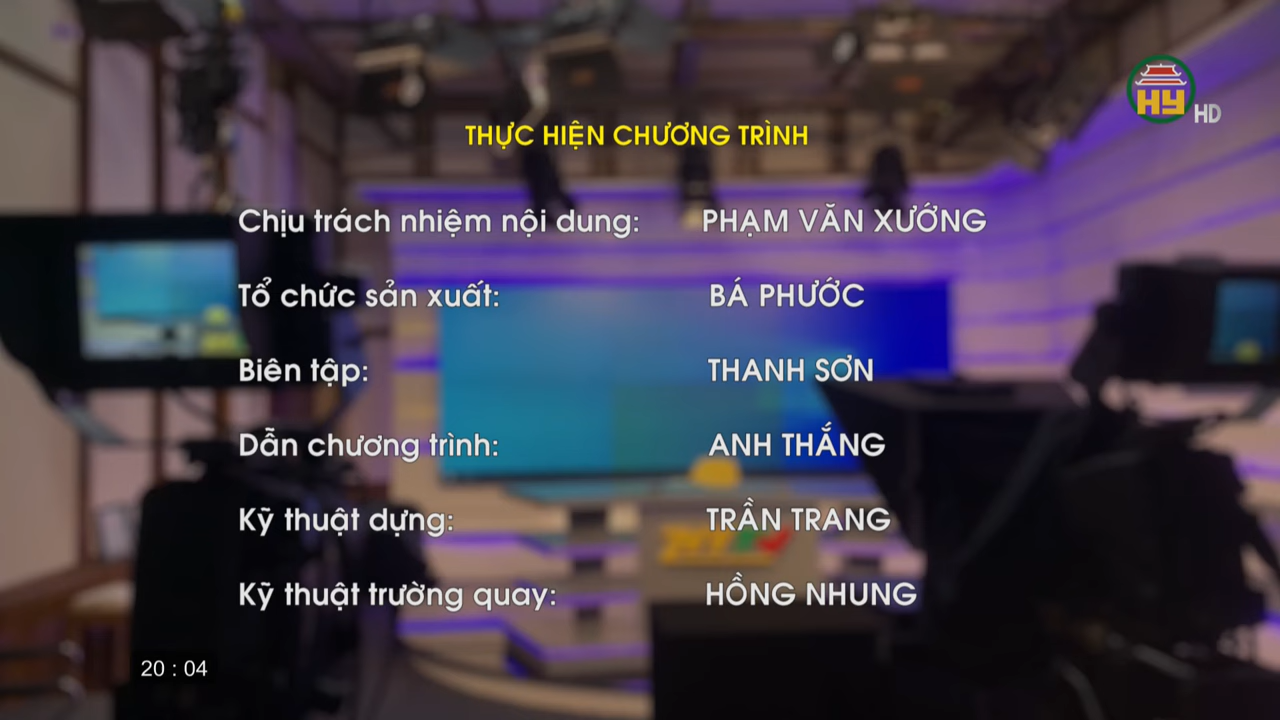 HY HD
THỰC HIỆN CHƯƠNG TRÌNH
Chịu trách nhiệm nội dung: PHẠM VĂN XƯỚNG
Tổ chức sản xuất: BÁ PHƯỚC
Biên tập: THANH SƠN
Dẫn chương trình: ANH THẮNG
Kỹ thuật dựng: TRẦN TRANG
Kỹ thuật trường quay: HỒNG NHUNG
20 : 04